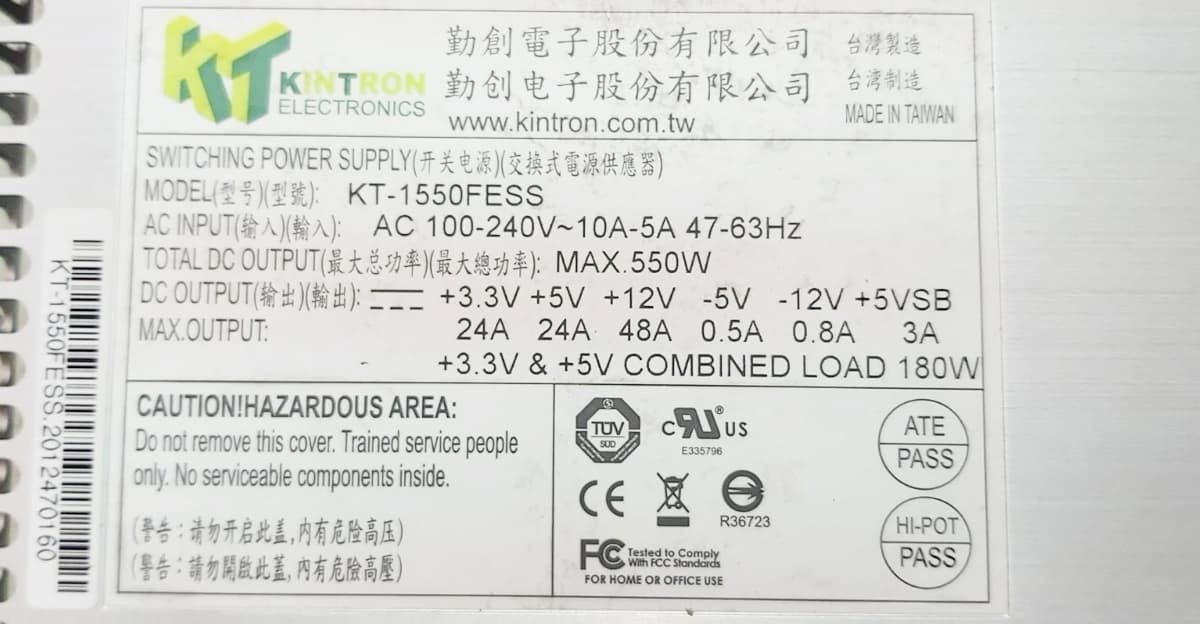 KT KINTRON
ELECTRONICS
勤創電子股份有限公司
勤创电子股份有限公司
www.kintron.com.tw
台灣製造
台湾制造
MADE IN TAIWAN
SWITCHING POWER SUPPLY(开关电源)(交換式電源供應器)
MODEL(型号)(型號): KT-1550FESS
AC INPUT(输入)(輸入): AC 100-240V~10A-5A 47-63Hz
TOTAL DC OUTPUT(最大总功率)(最大總功率): MAX.550W
DC OUTPUT(输出)(輸出): +3.3V +5V +12V -5V -12V +5VSB
MAX.OUTPUT: 24A 24A 48A 0.5A 0.8A 3A
+3.3V & +5V COMBINED LOAD 180W
CAUTION!HAZARDOUS AREA:
Do not remove this cover. Trained service people
only. No serviceable components inside.
(警告:请勿开启此盖,内有危险高压)
(警告:請勿開啟此蓋,內有危險高壓)
TÜV
SÜD
c RU ® US
E335796
CE
R36723
FC Tested to Comply
With FCC Standards
FOR HOME OR OFFICE USE
ATE
PASS
HI-POT
PASS
KT-1550FESS.2012470160